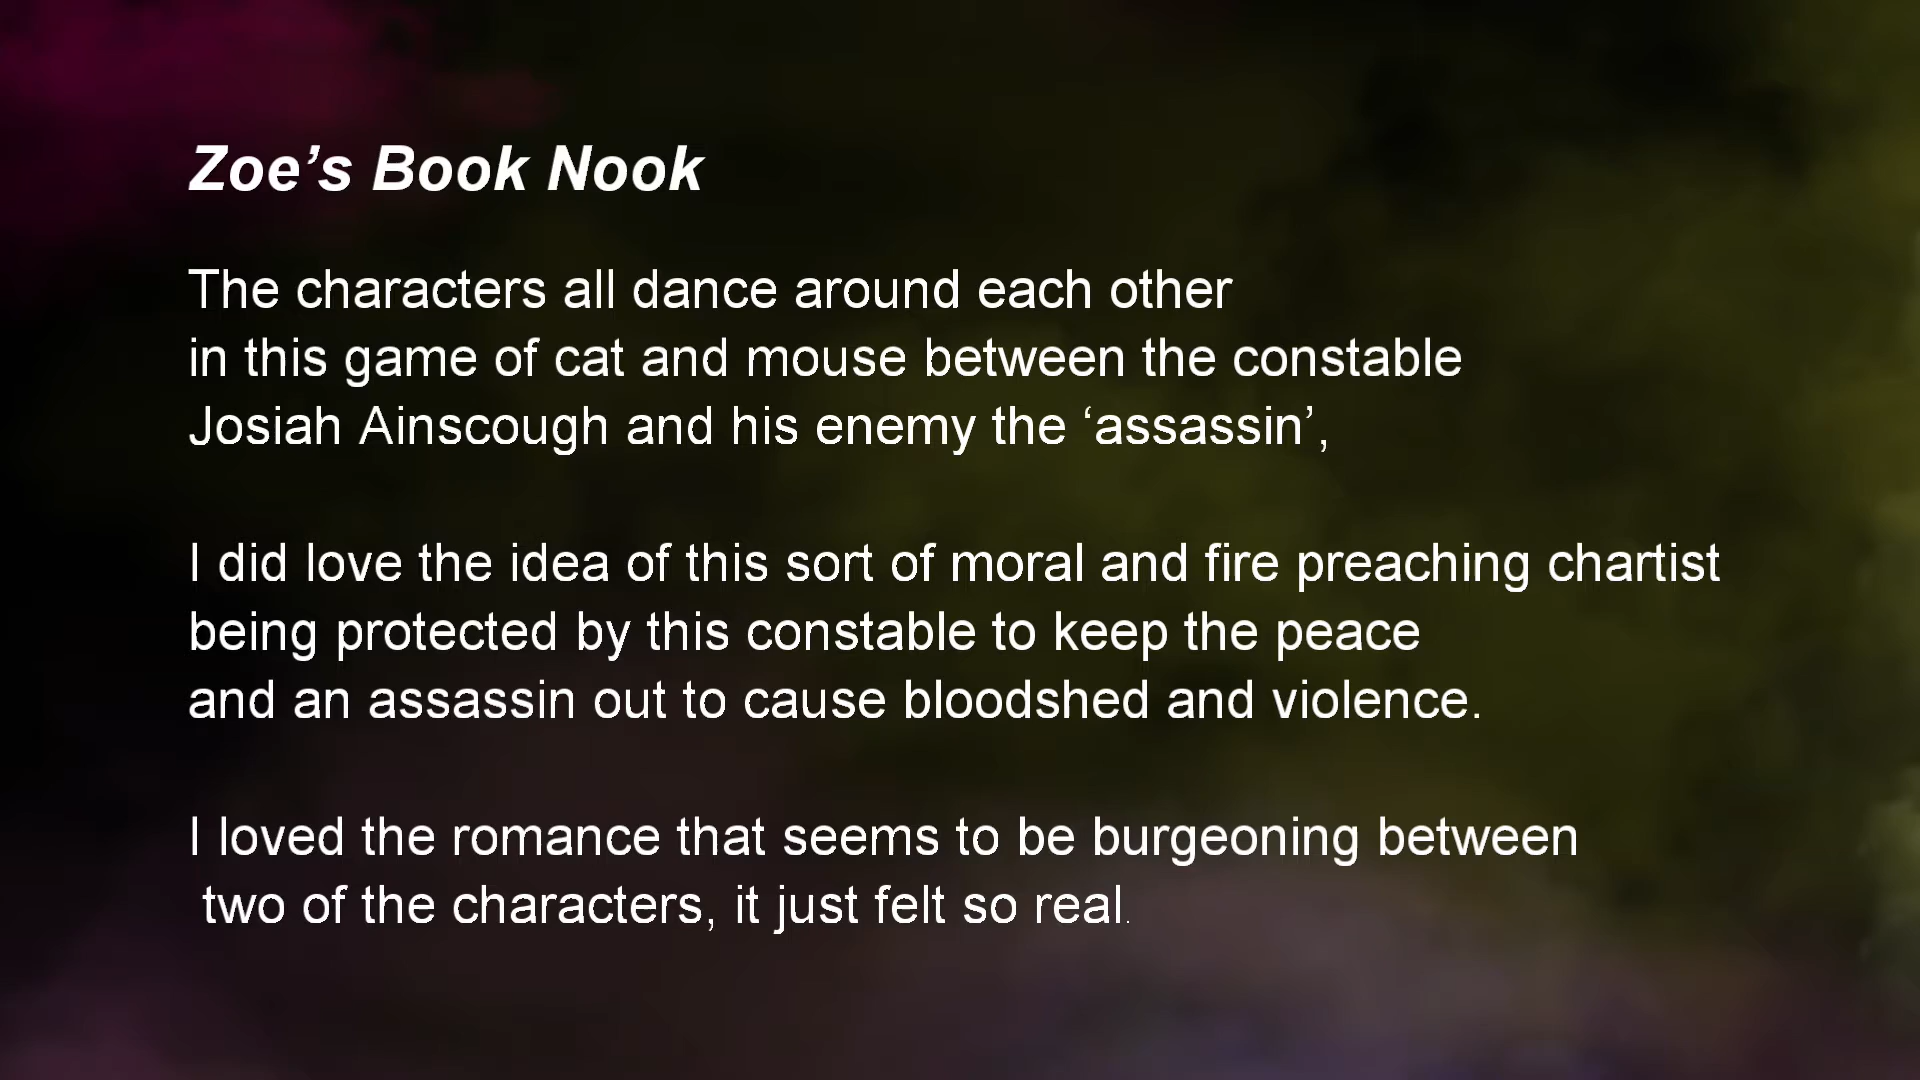 Zoe’s Book Nook
The characters all dance around each other
in this game of cat and mouse between the constable
Josiah Ainscough and his enemy the ‘assassin’,
I did love the idea of this sort of moral and fire preaching chartist
being protected by this constable to keep the peace
and an assassin out to cause bloodshed and violence.
I loved the romance that seems to be burgeoning between
two of the characters, it just felt so real.